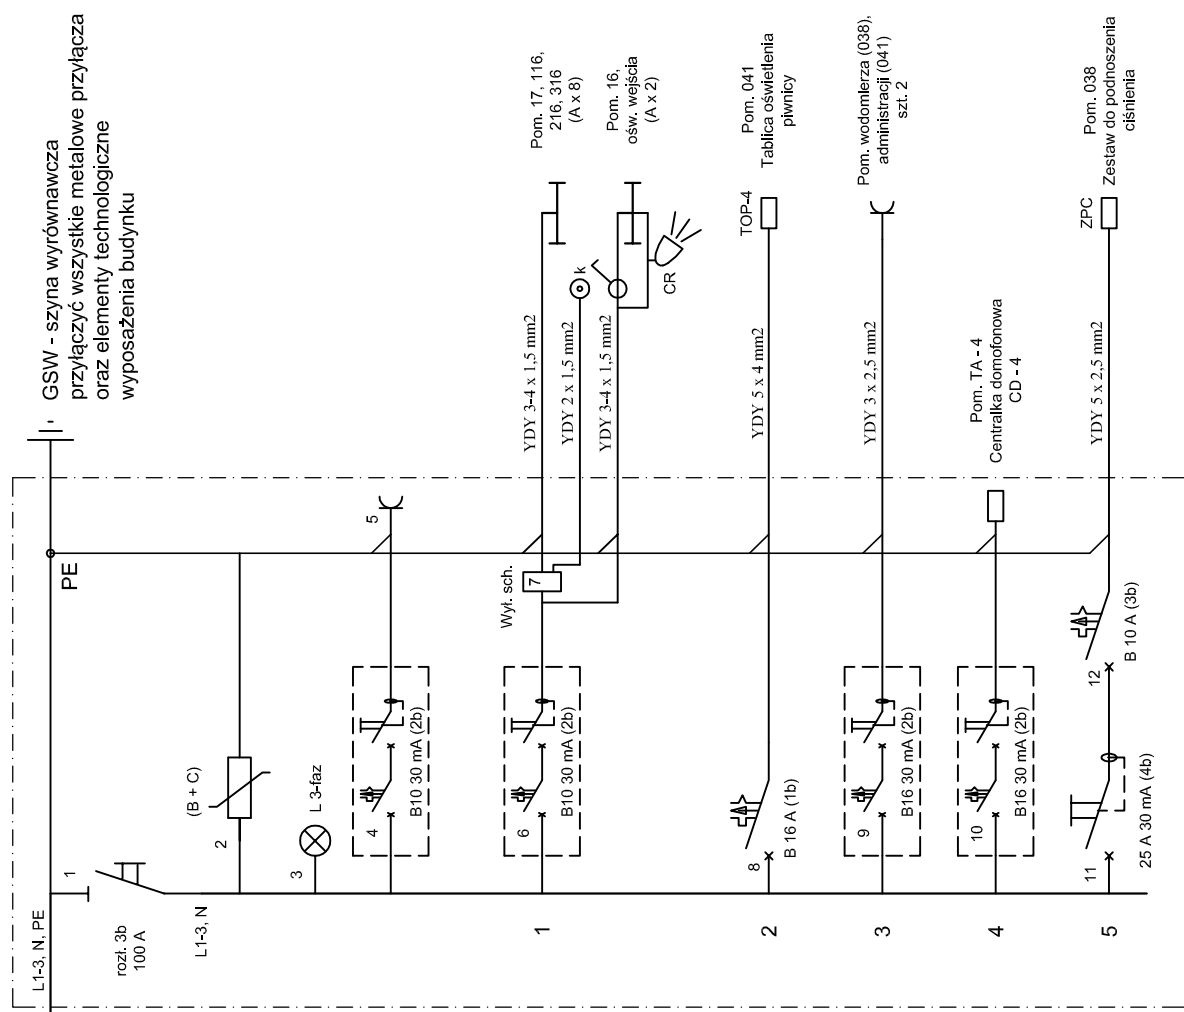 GSW - szyna wyrównawcza
przyłączyć wszystkie metalowe przyłącza
oraz elementy technologiczne
wyposażenia budynku
PE
L1-3, N, PE
1
rozł. 3b
100 A
L1-3, N
2
(B + C)
3
L 3-faz
4
B10 30 mA (2b)
5
1
6
B10 30 mA (2b)
Wył. sch.
7
YDY 3-4 x 1,5 mm2
Pom. 17, 116,
216, 316
(A x 8)
YDY 2 x 1,5 mm2
k
YDY 3-4 x 1,5 mm2
CR
Pom. 16,
ośw. wejścia
(A x 2)
2
8
B 16 A (1b)
YDY 5 x 4 mm2
TOP-4
Pom. 041
Tablica oświetlenia
piwnicy
3
9
B16 30 mA (2b)
YDY 3 x 2,5 mm2
Pom. wodomierza (038),
administracji (041)
szt. 2
4
10
B16 30 mA (2b)
Pom. TA - 4
Centralka domofonowa
CD - 4
5
11
25 A 30 mA (4b)
12
B 10 A (3b)
YDY 5 x 2,5 mm2
ZPC
Pom. 038
Zestaw do podnoszenia
ciśnienia